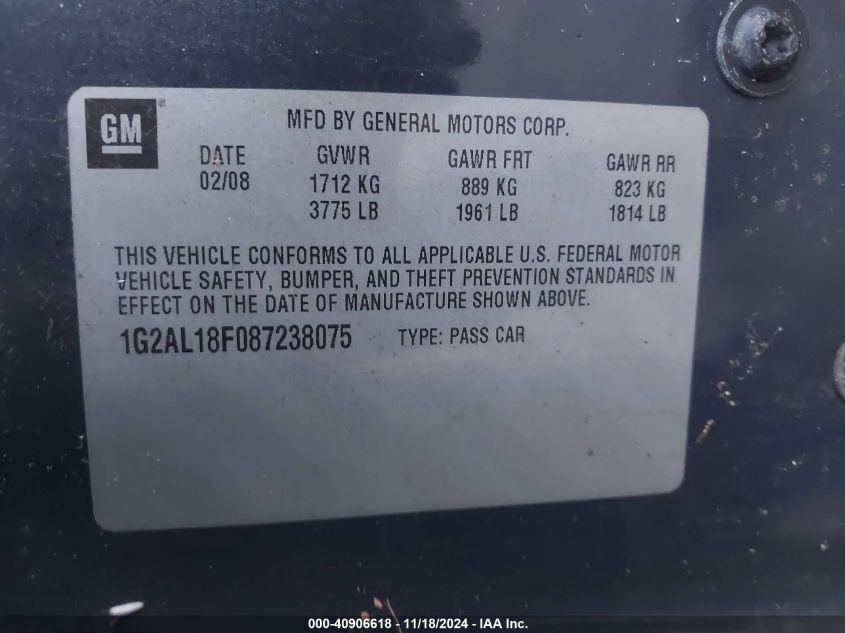 GM ®
MFD BY GENERAL MOTORS CORP.
DATE GVWR GAWR FRT GAWR RR
02/08 1712 KG 889 KG 823 KG
3775 LB 1961 LB 1814 LB
THIS VEHICLE CONFORMS TO ALL APPLICABLE U.S. FEDERAL MOTOR
VEHICLE SAFETY, BUMPER, AND THEFT PREVENTION STANDARDS IN
EFFECT ON THE DATE OF MANUFACTURE SHOWN ABOVE.
1G2AL18F087238075 TYPE: PASS CAR
000-40906618 - 11/18/2024 - IAA Inc.